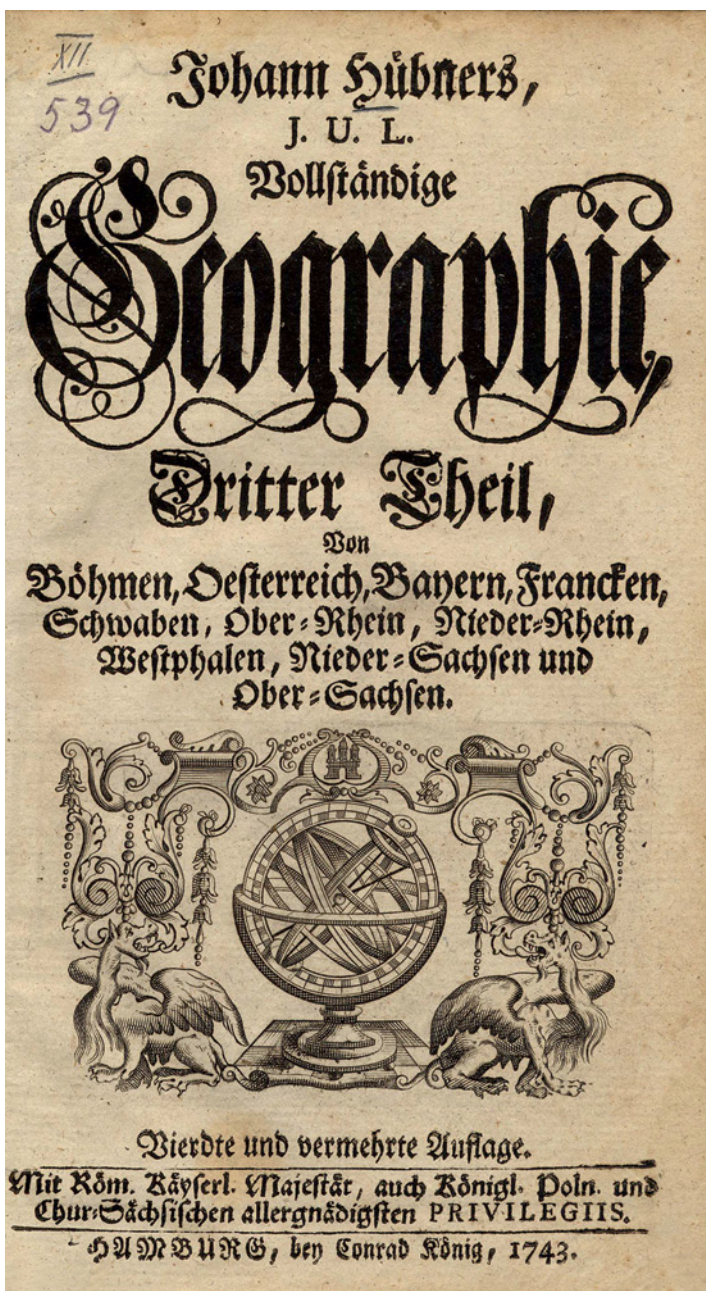 XII
539
Johann Hübners,
J. U. L.
Vollständige
Geographie,
Dritter Theil,
Von
Böhmen, Oesterreich, Bayern, Francken,
Schwaben, Ober-Rhein, Nieder-Rhein,
Westphalen, Nieder-Sachsen und
Ober-Sachsen.
Vierdte und vermehrte Auflage.
Mit Röm. Käyserl. Majestät, auch Königl. Poln. und
Chur-Sächsischen allergnädigsten PRIVILEGIIS.
HAMBURG, bey Conrad König, 1743.